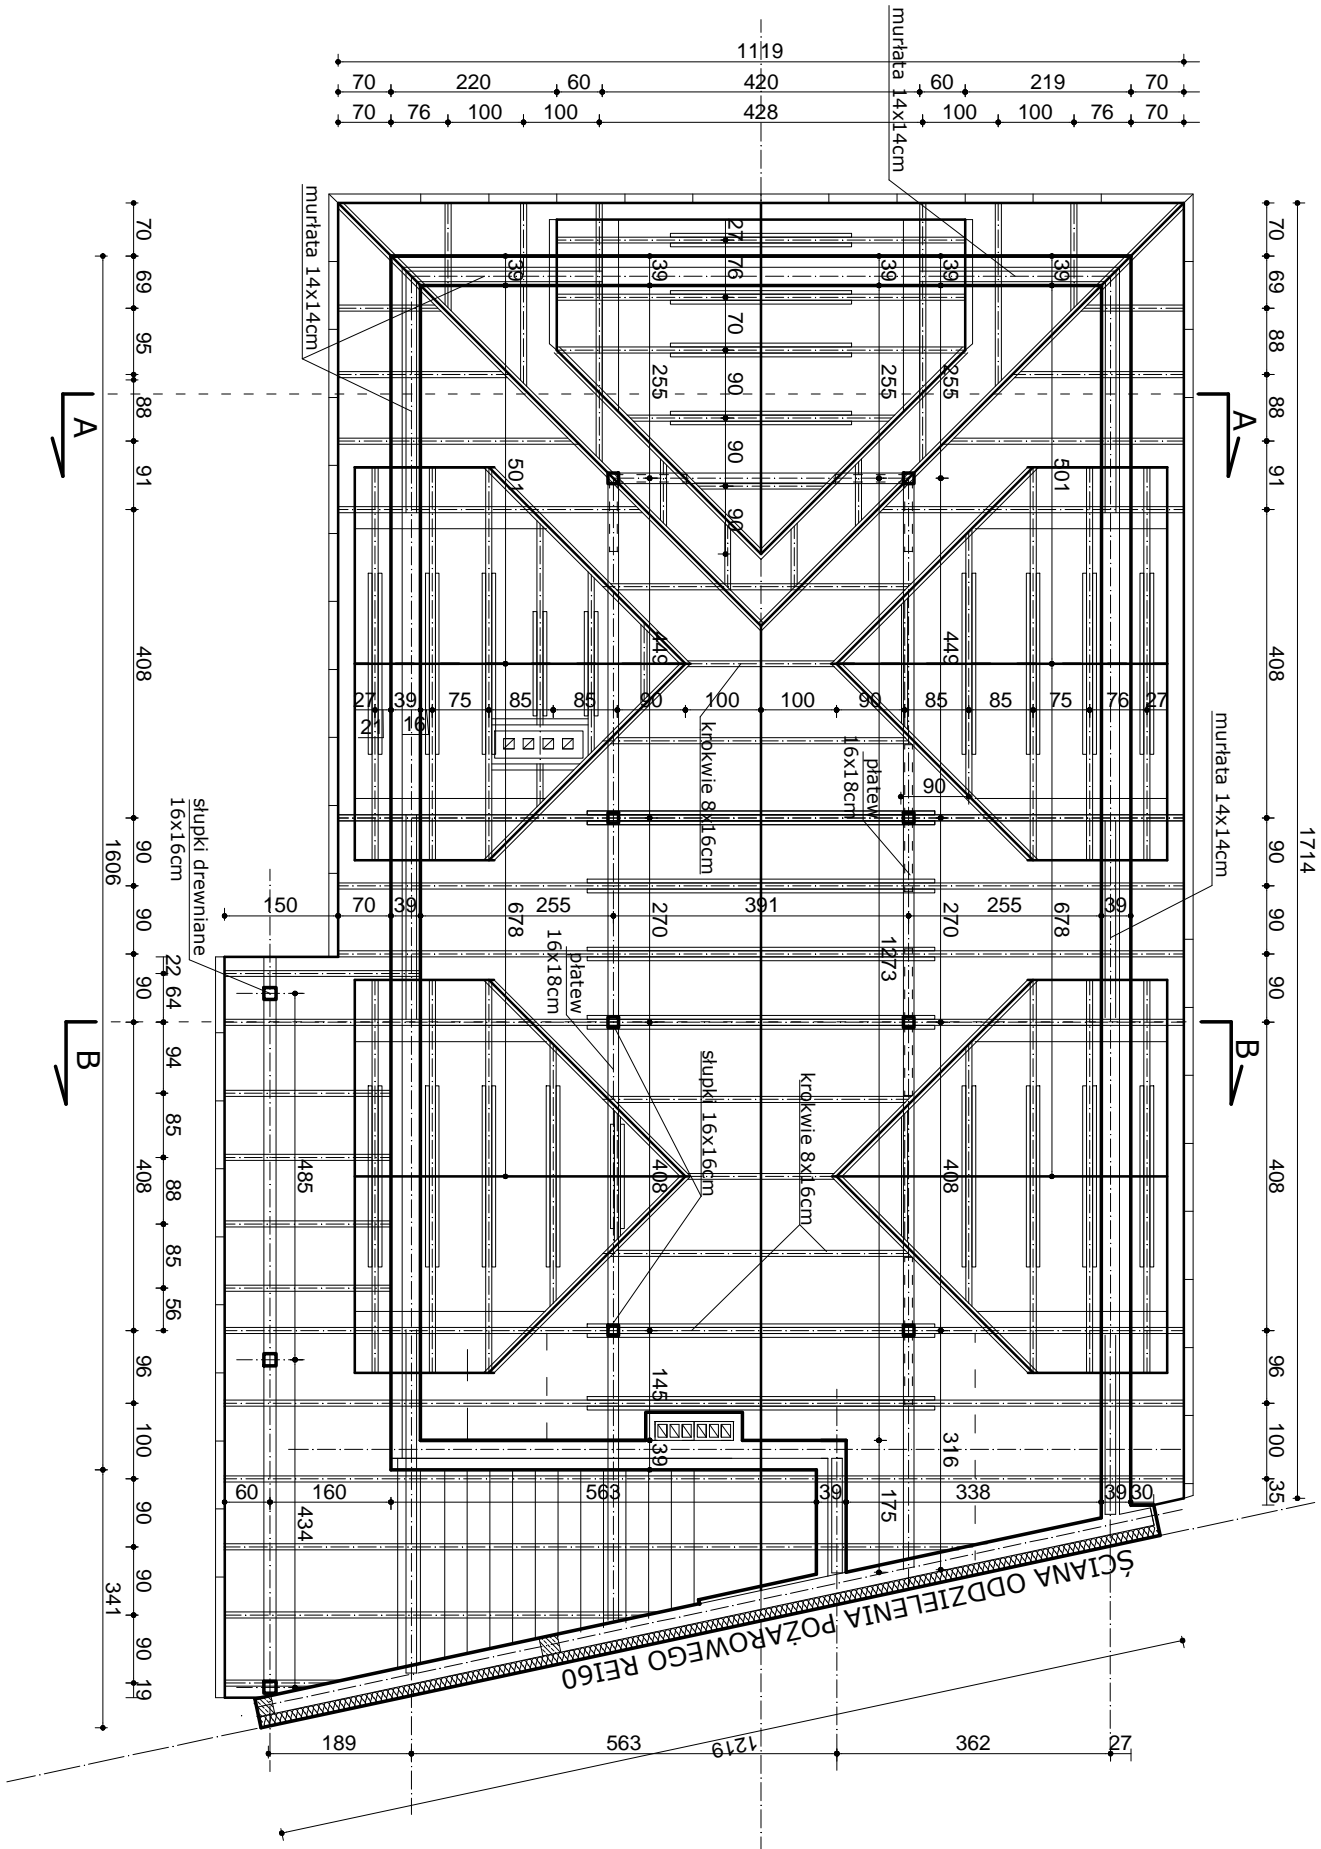 1119
70 220 60 420 60 219 70
70 76 100 100 428 100 100 76 70
murłata 14x14cm
murłata 14x14cm
murłata 14x14cm
murłata 14x14cm
70 69 95 88 91 408 90 90 90 94 85 88 85 56 408 96 100 90 90 90 19
22 64
1606
341
70 69 88 88 91 408 90 90 90 408 96 100 35
1714
27 76 70 90 90 90
39 39 39 39 39
255 255 255
501 501
449 449
A A
27 39 75 85 85 90 100 100 90 85 85 75 76 27
21 16
90
krokwie 8x16cm
płatew
16x18cm
słupki drewniane
16x16cm
150 70 39 255 391 255 39
678 270 1273 270 678
płatew
16x18cm
B B
słupki 16x16cm
krokwie 8x16cm
485
408 408
145
39
316
175
60 160 563 39 338 39 30
434
ŚCIANA ODDZIELENIA POŻAROWEGO REI60
189 563 362 27
1219